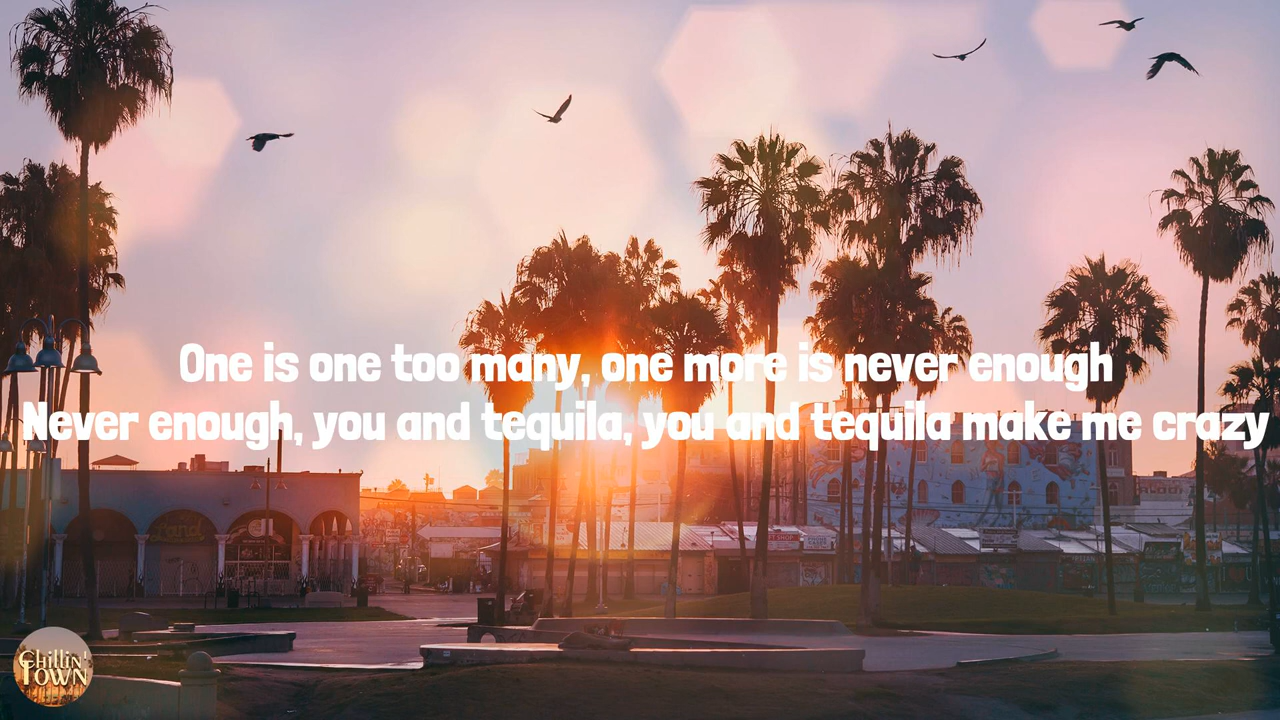 One is one too many, one more is never enough
Never enough, you and tequila, you and tequila make me crazy
Chillin'
Town